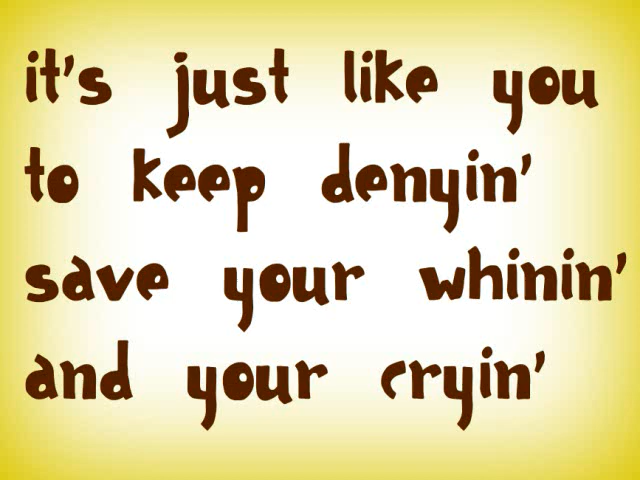 it's just like you
to keep denyin'
save your whinin'
and your cryin'